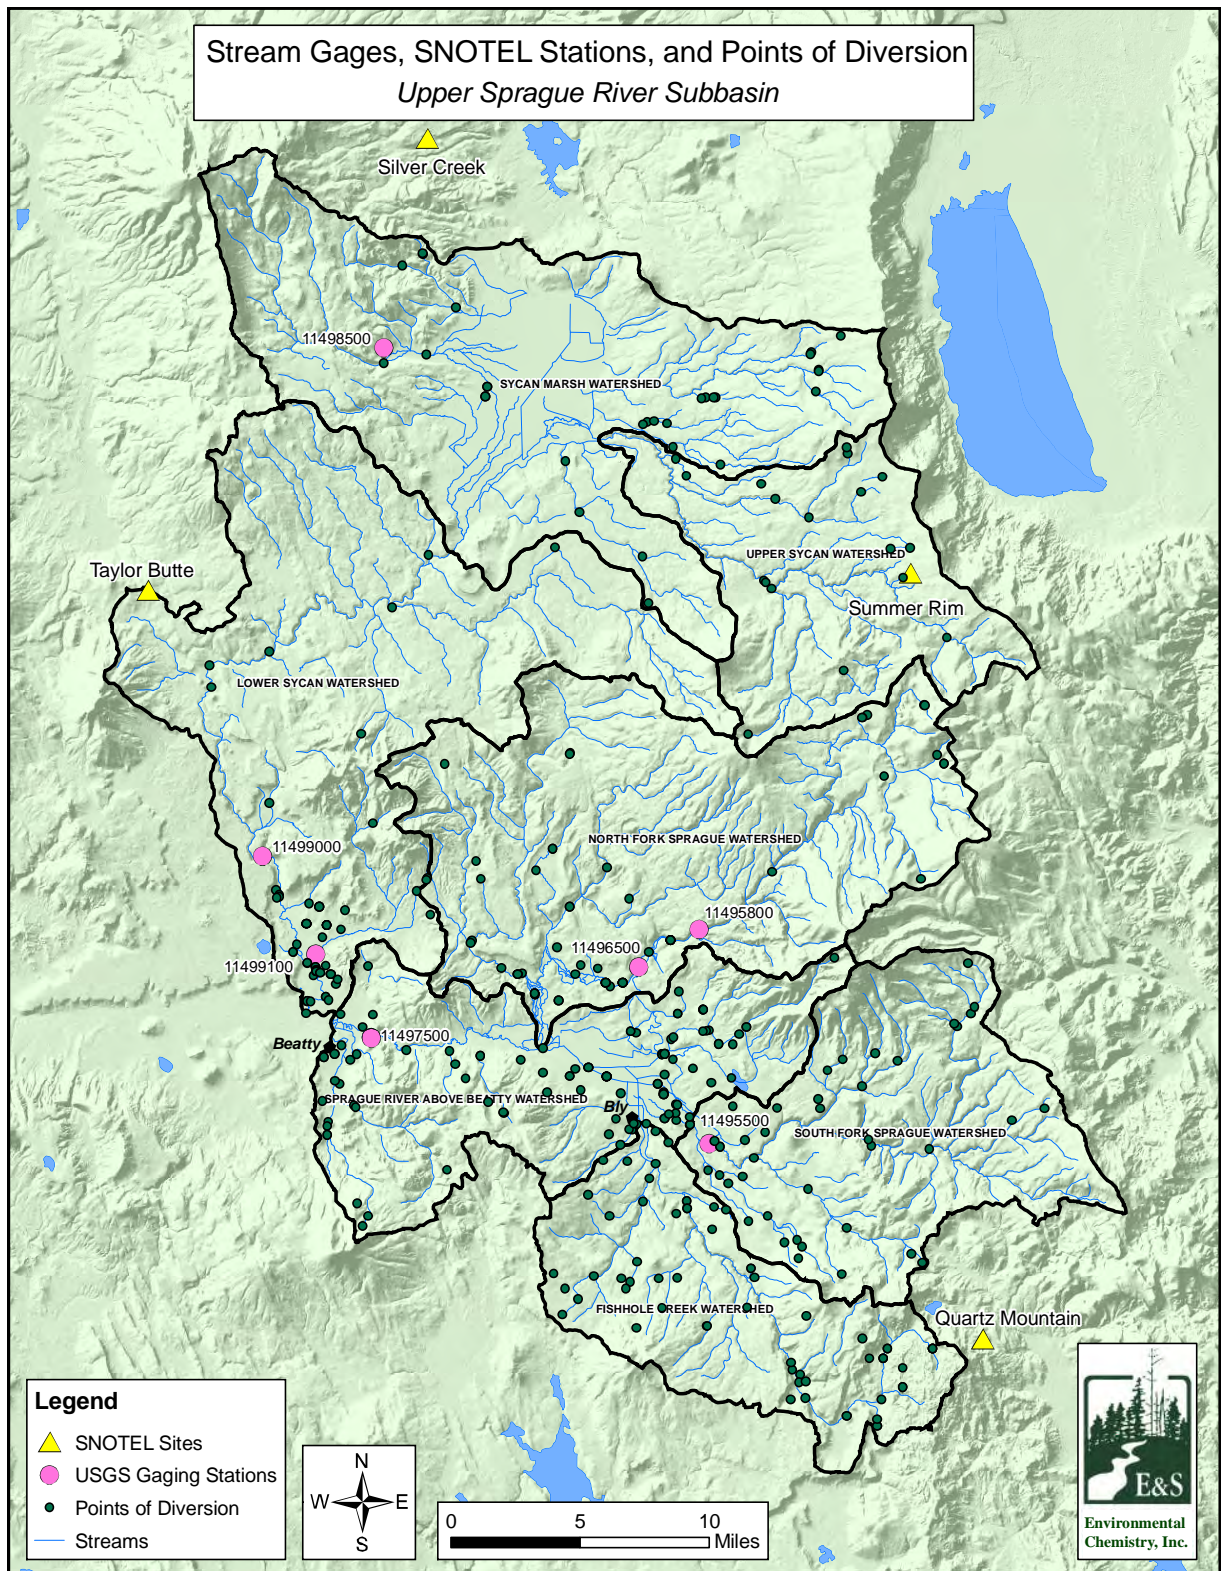 Stream Gages, SNOTEL Stations, and Points of Diversion
Upper Sprague River Subbasin
Silver Creek
11498500
SYCAN MARSH WATERSHED
UPPER SYCAN WATERSHED
Taylor Butte
Summer Rim
LOWER SYCAN WATERSHED
NORTH FORK SPRAGUE WATERSHED
11499000
11495800
11496500
11499100
11497500
Beatty
SPRAGUE RIVER ABOVE BEATTY WATERSHED
Bly
11495500
SOUTH FORK SPRAGUE WATERSHED
FISHHOLE CREEK WATERSHED
Quartz Mountain
Legend
SNOTEL Sites
USGS Gaging Stations
Points of Diversion
Streams
N
W E
S
0 5 10
Miles
E&S
Environmental
Chemistry, Inc.